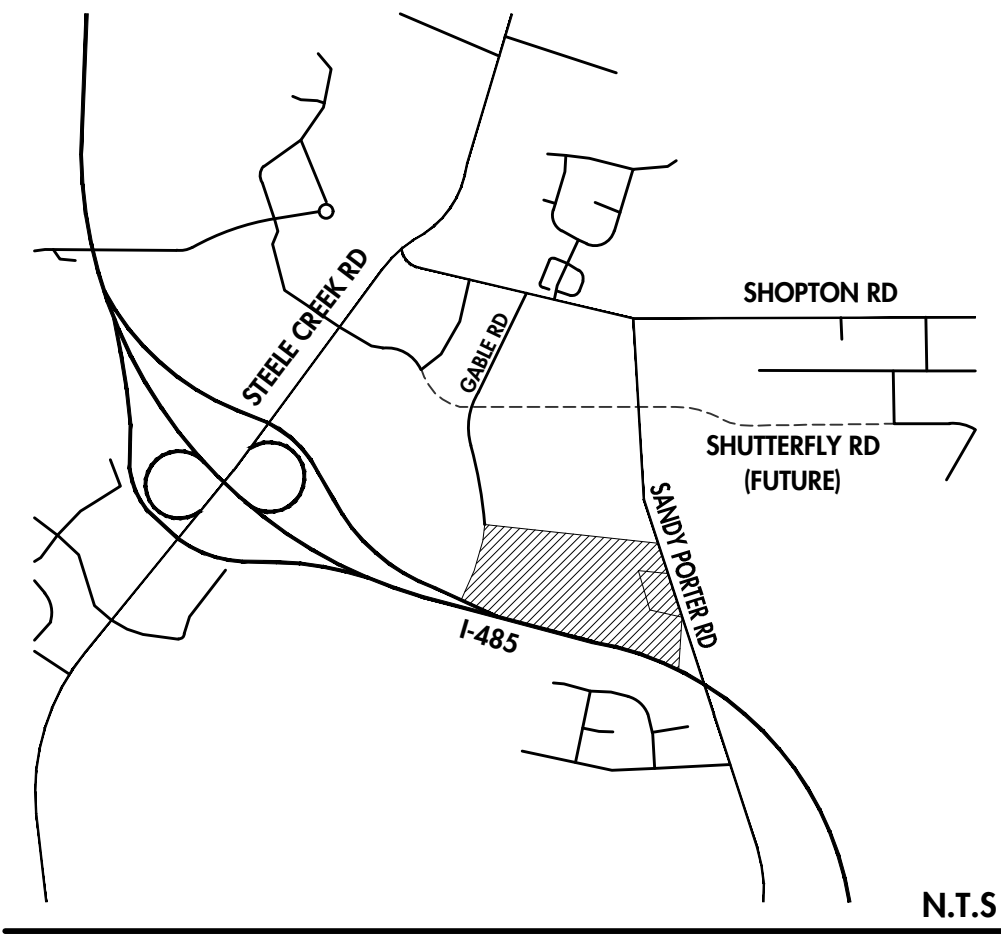 SHOPTON RD
STEELE CREEK RD
GABLE RD
SHUTTERFLY RD
(FUTURE)
SANDY PORTER RD
I-485
N.T.S